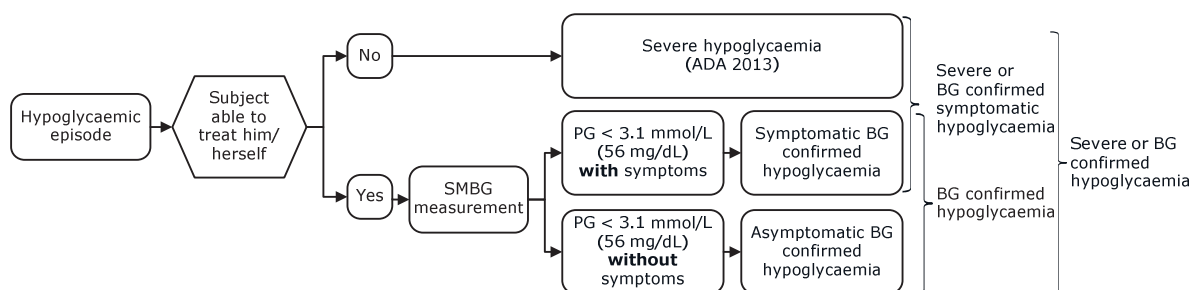 Hypoglycaemic
episode
Subject
able to
treat him/
herself
No
Yes
Severe hypoglycaemia
(ADA 2013)
SMBG
measurement
PG < 3.1 mmol/L
(56 mg/dL)
with symptoms
Symptomatic BG
confirmed
hypoglycaemia
PG < 3.1 mmol/L
(56 mg/dL)
without
symptoms
Asymptomatic BG
confirmed
hypoglycaemia
Severe or
BG confirmed
symptomatic
hypoglycaemia
BG confirmed
hypoglycaemia
Severe or BG
confirmed
hypoglycaemia